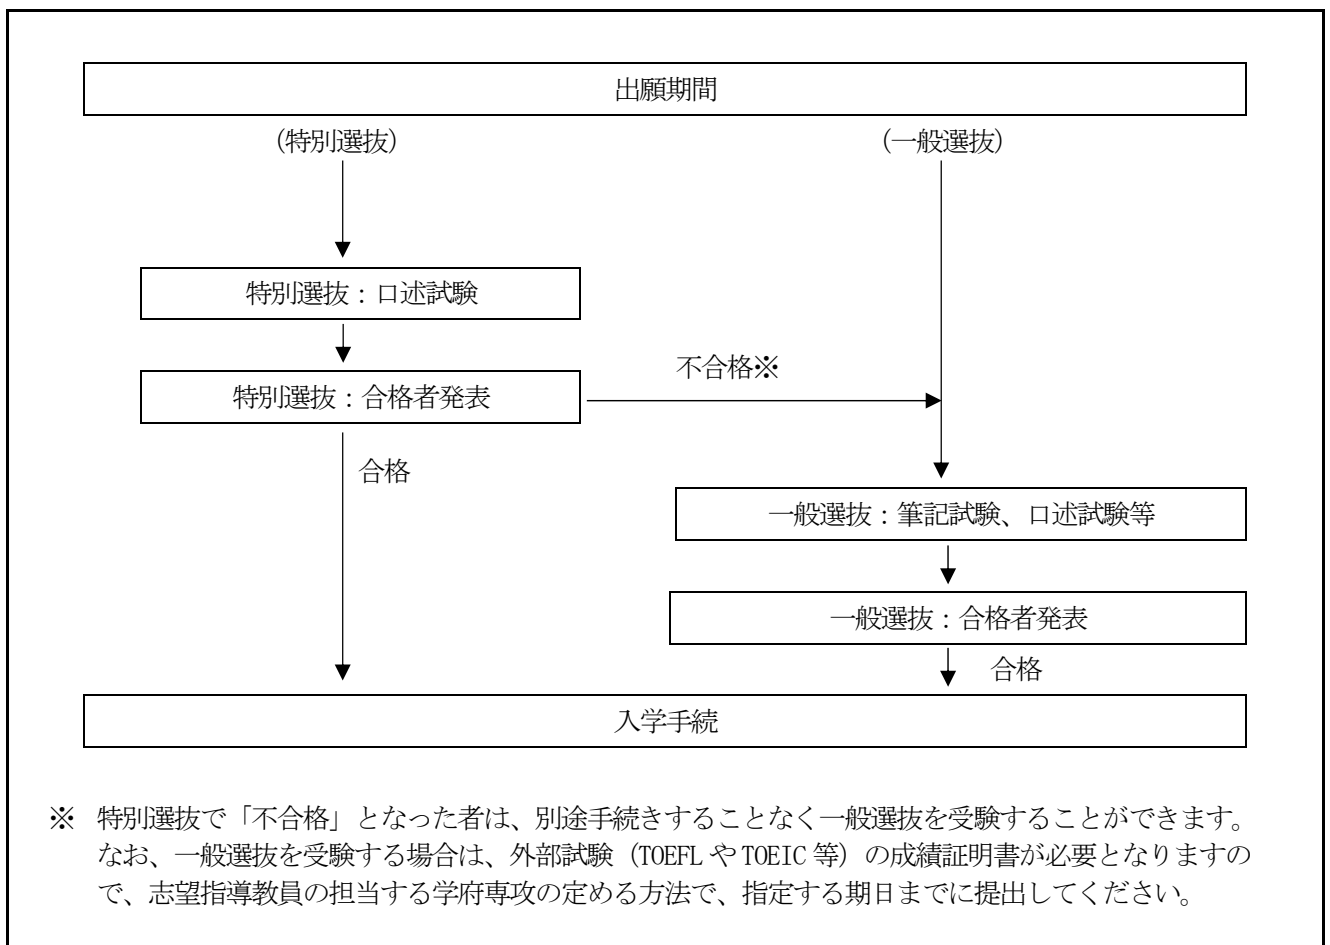 出願期間
（特別選抜）
（一般選抜）
特別選抜：口述試験
不合格※
特別選抜：合格者発表
合格
一般選抜：筆記試験、口述試験等
一般選抜：合格者発表
合格
入学手続
※ 特別選抜で「不合格」となった者は、別途手続きすることなく一般選抜を受験することができます。
なお、一般選抜を受験する場合は、外部試験（TOEFL や TOEIC 等）の成績証明書が必要となりますの
で、志望指導教員の担当する学府専攻の定める方法で、指定する期日までに提出してください。